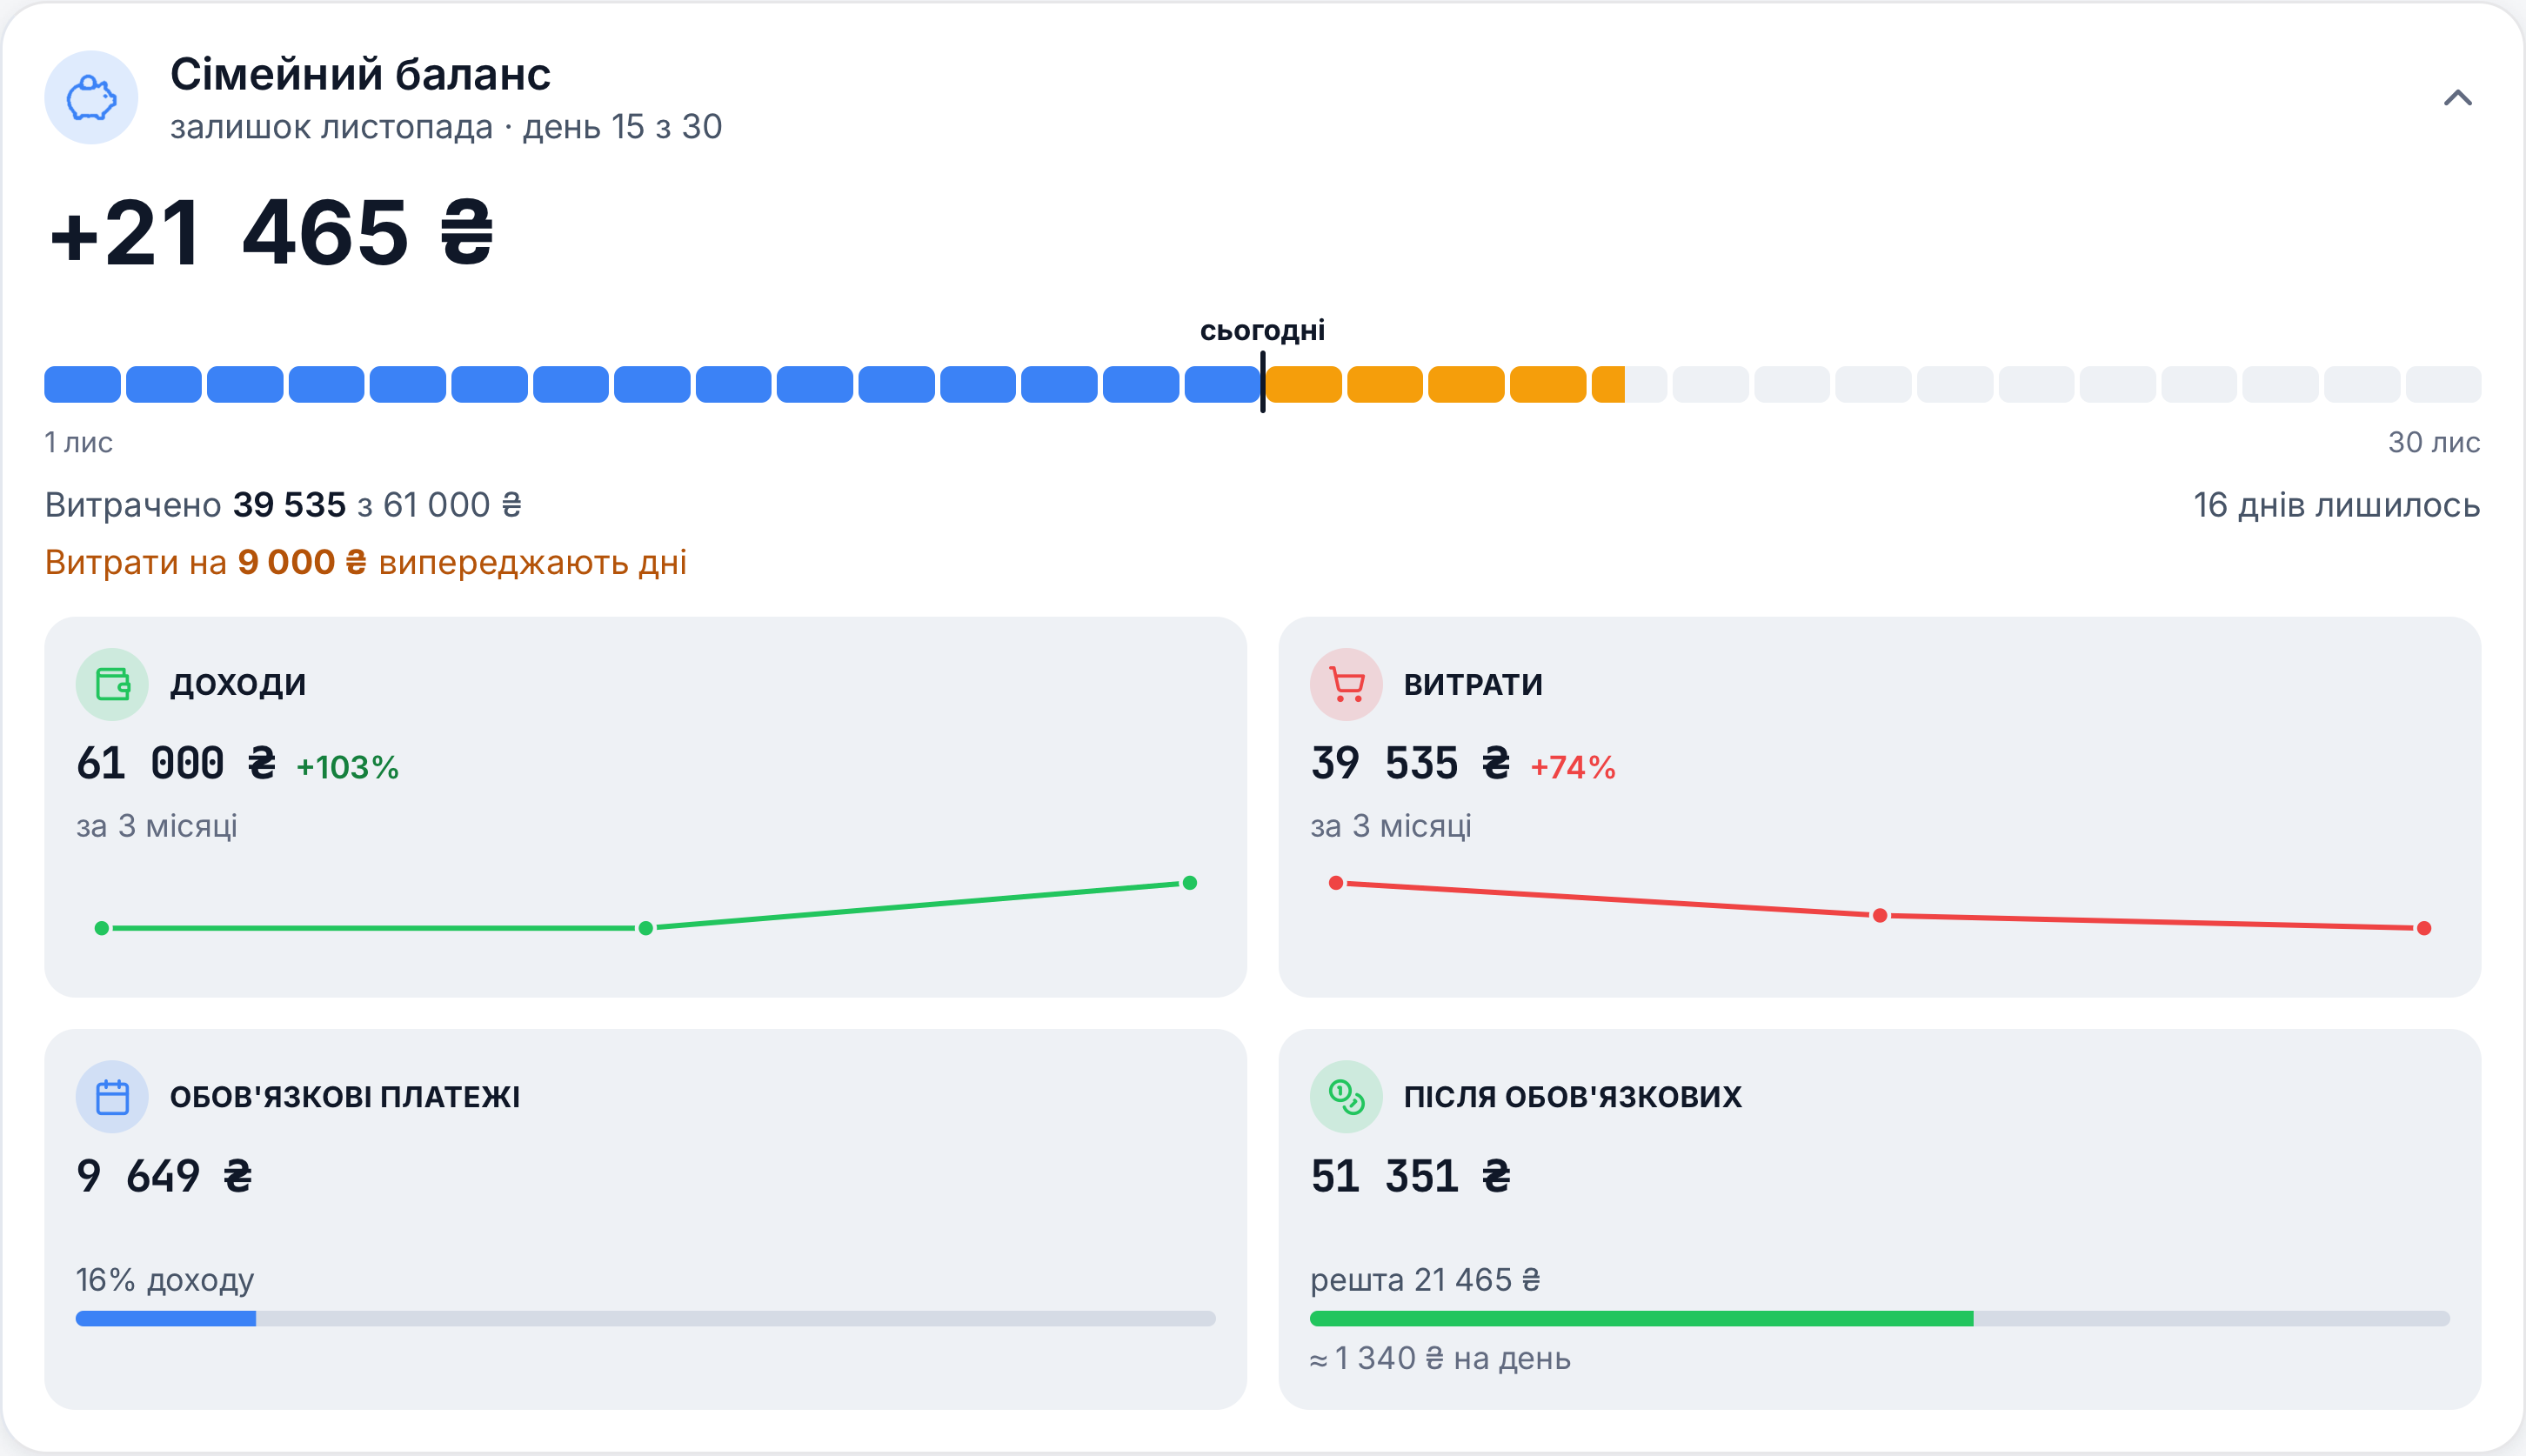 Сімейний баланс
залишок листопада · день 15 з 30
+21 465 ₴
сьогодні
1 лис
30 лис
Витрачено 39 535 з 61 000 ₴
16 днів лишилось
Витрати на 9 000 ₴ випереджають дні
ДОХОДИ
61 000 ₴ +103%
за 3 місяці
ВИТРАТИ
39 535 ₴ +74%
за 3 місяці
ОБОВ'ЯЗКОВІ ПЛАТЕЖІ
9 649 ₴
16% доходу
ПІСЛЯ ОБОВ'ЯЗКОВИХ
51 351 ₴
решта 21 465 ₴
≈ 1 340 ₴ на день